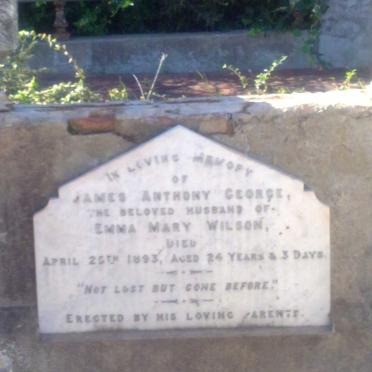 IN LOVING MEMORY
OF
JAMES ANTHONY GEORGE,
THE BELOVED HUSBAND OF
EMMA MARY WILSON,
DIED
APRIL 25TH 1893, AGED 24 YEARS & 3 DAYS.
"NOT LOST BUT GONE BEFORE."
ERECTED BY HIS LOVING PARENTS.